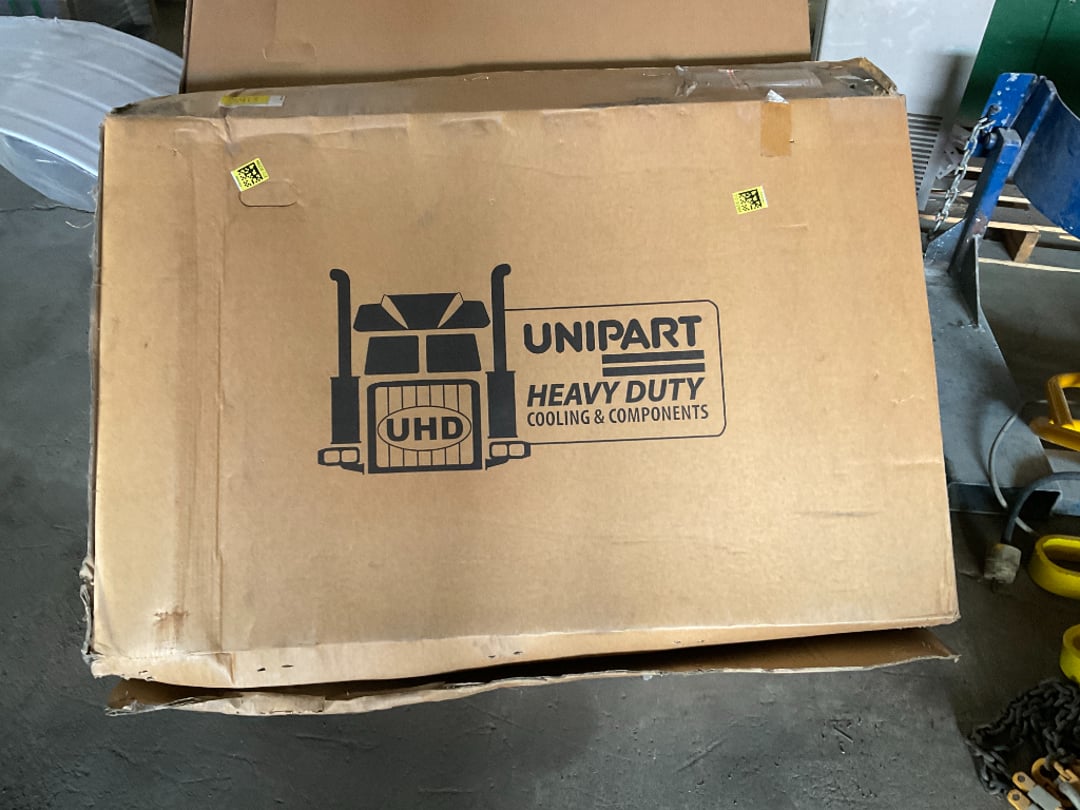 UNIPART
HEAVY DUTY
COOLING & COMPONENTS
UHD